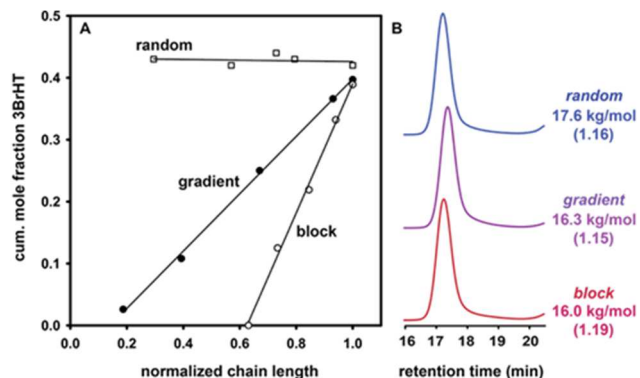 A
B
0.5
0.4
0.3
0.2
0.1
0.0
cum. mole fraction 3BrHT
random
gradient
block
0.0 0.2 0.4 0.6 0.8 1.0
normalized chain length
random
17.6 kg/mol
(1.16)
gradient
16.3 kg/mol
(1.15)
block
16.0 kg/mol
(1.19)
16 17 18 19 20
retention time (min)